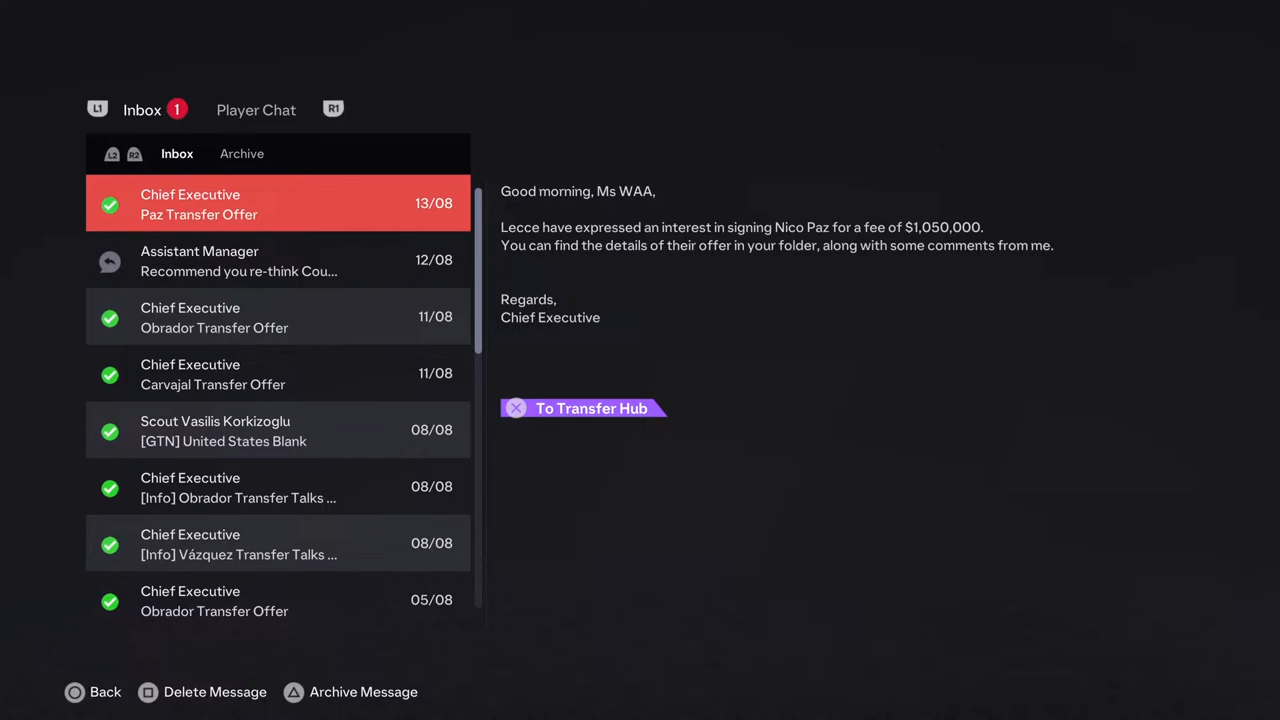 L1 Inbox 1 Player Chat R1
L2 R2 Inbox Archive
Chief Executive
Paz Transfer Offer
13/08
Assistant Manager
Recommend you re-think Cou...
12/08
Chief Executive
Obrador Transfer Offer
11/08
Chief Executive
Carvajal Transfer Offer
11/08
Scout Vasilis Korkizoglu
[GTN] United States Blank
08/08
Chief Executive
[Info] Obrador Transfer Talks ...
08/08
Chief Executive
[Info] Vázquez Transfer Talks ...
08/08
Chief Executive
Obrador Transfer Offer
05/08
Good morning, Ms WAA,
Lecce have expressed an interest in signing Nico Paz for a fee of $1,050,000.
You can find the details of their offer in your folder, along with some comments from me.
Regards,
Chief Executive
To Transfer Hub
Back Delete Message Archive Message